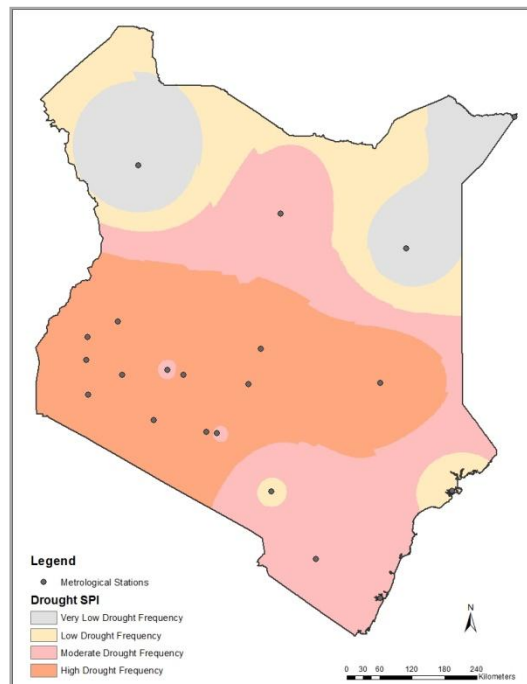 N
Legend
Metrological Stations
Drought SPI
Very Low Drought Frequency
Low Drought Frequency
Moderate Drought Frequency
High Drought Frequency
0 30 60 120 180 240
Kilometers